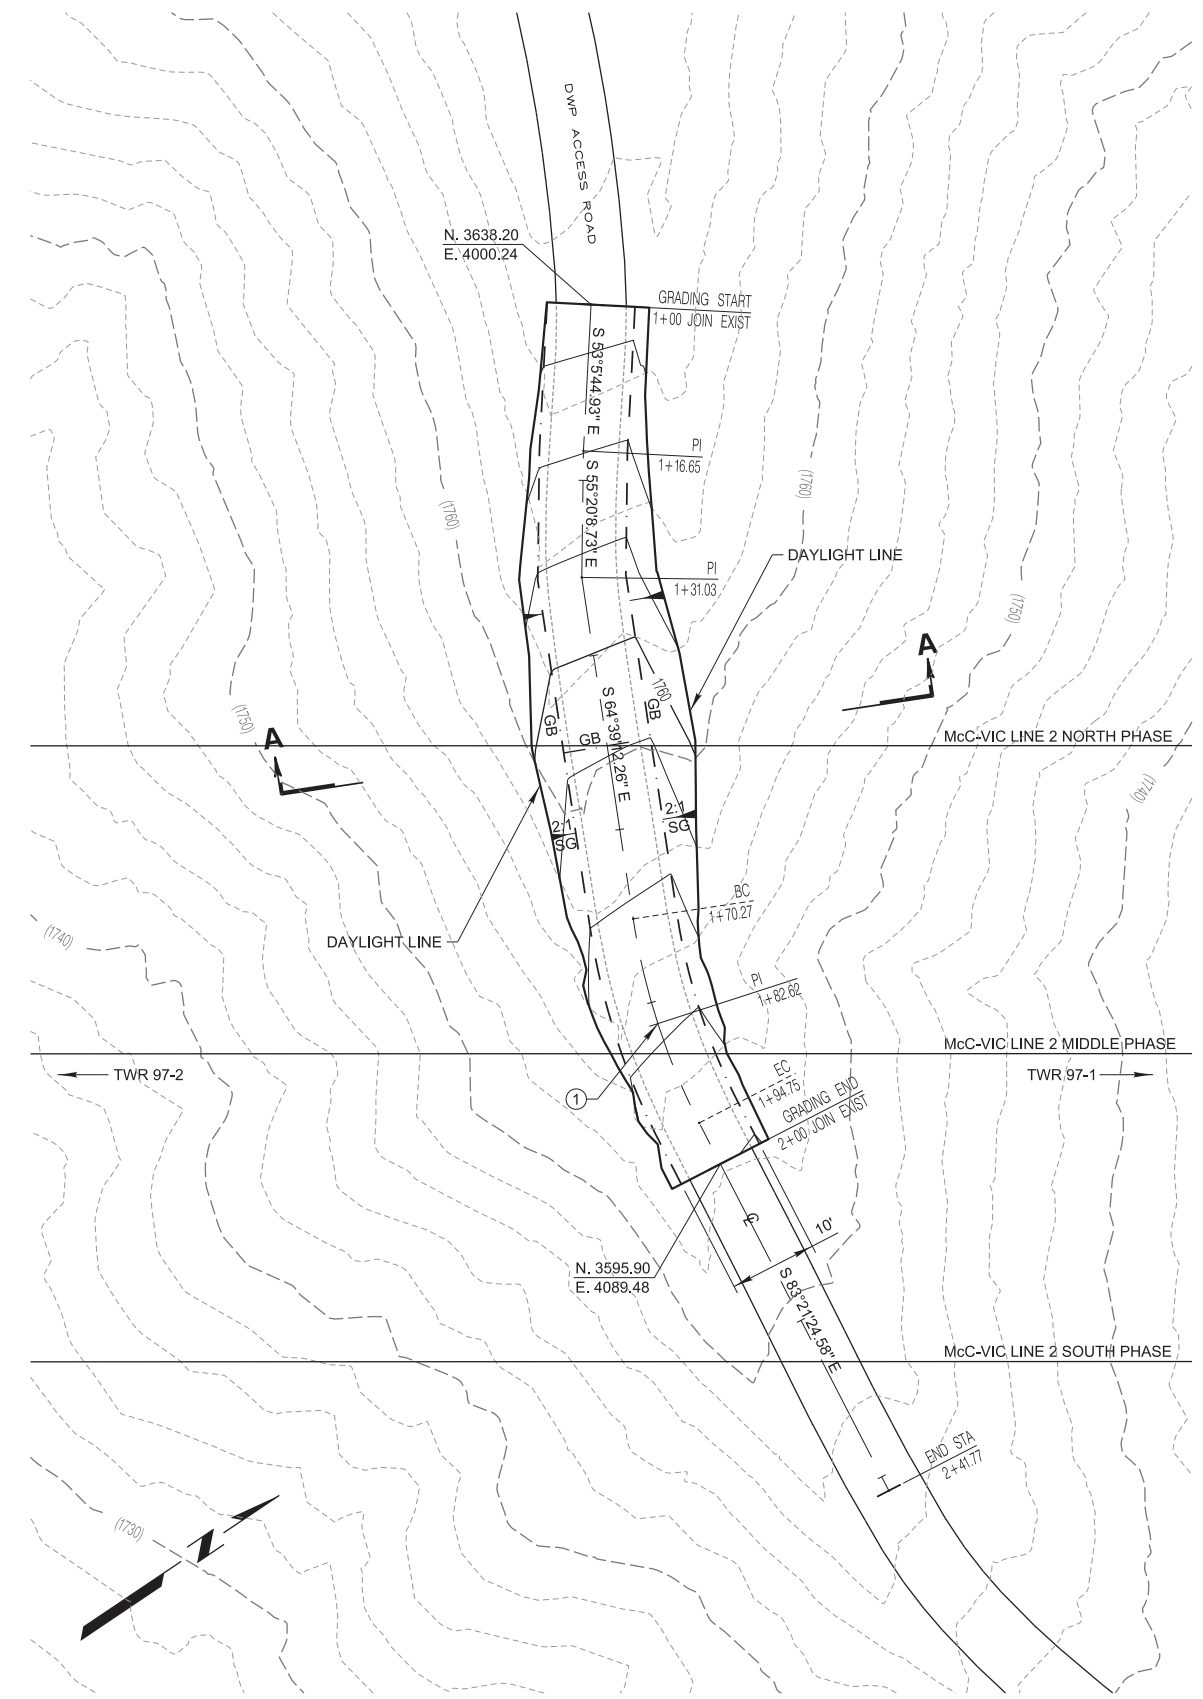 DWP ACCESS ROAD
N. 3638.20
E. 4000.24
GRADING START
1+00 JOIN EXIST
S 53°5'44.93" E
PI
1+16.65
S 55°20'8.73" E
(1760)
(1760)
DAYLIGHT LINE
PI
1+31.03
(1750)
A
1760
S 64°39'12.26" E
GB
GB
GB
(1750)
A
McC-VIC LINE 2 NORTH PHASE
(1740)
2:1
SG
2:1
SG
BC
1+70.27
(1740)
DAYLIGHT LINE
PI
1+82.62
McC-VIC LINE 2 MIDDLE PHASE
TWR 97-2
TWR 97-1
EC
1+94.75
1
GRADING END
2+00 JOIN EXIST
10'
N. 3595.90
E. 4089.48
S 83°21'24.58" E
McC-VIC LINE 2 SOUTH PHASE
END STA
2+41.77
(1730)
N